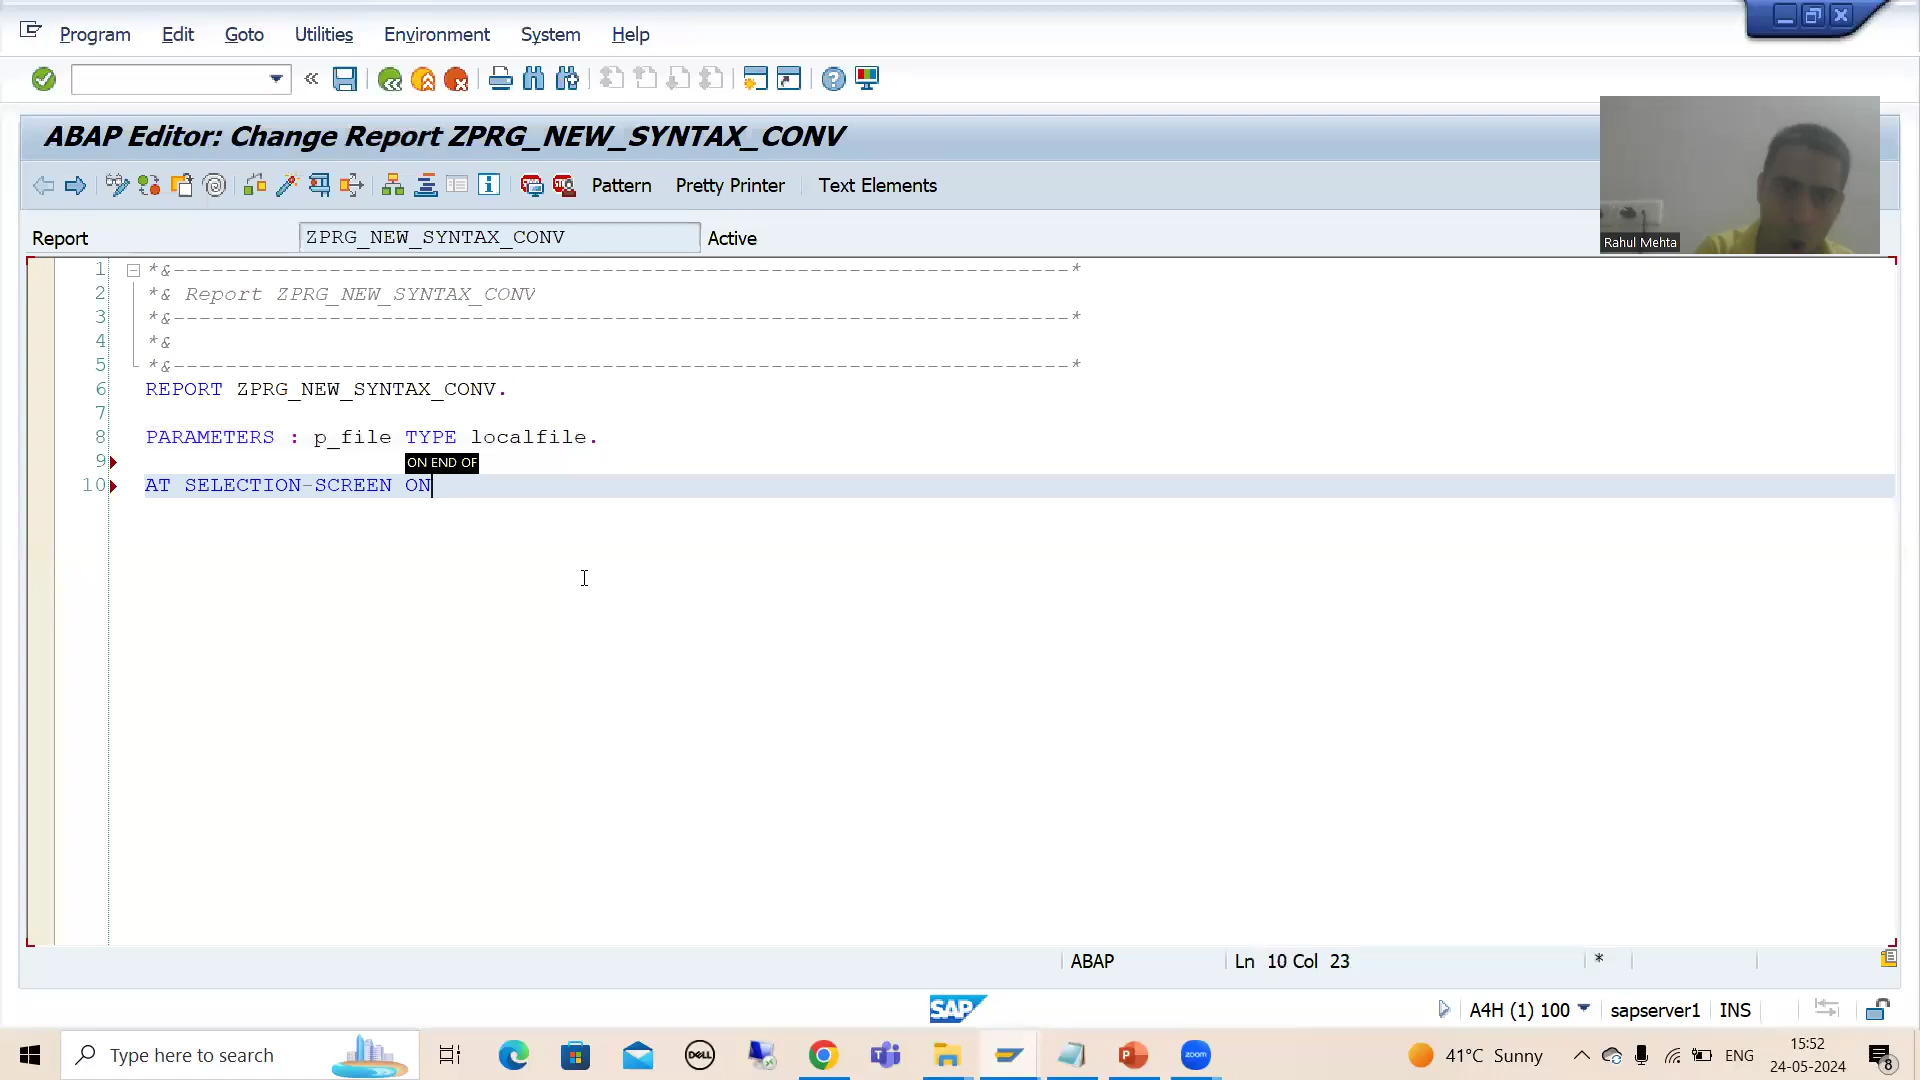 Program Edit Goto Utilities Environment System Help
«
ABAP Editor: Change Report ZPRG_NEW_SYNTAX_CONV
Pattern Pretty Printer Text Elements
Report ZPRG_NEW_SYNTAX_CONV Active
Rahul Mehta
1 *&---------------------------------------------------------------------*
2 *& Report ZPRG_NEW_SYNTAX_CONV
3 *&---------------------------------------------------------------------*
4 *&
5 *&---------------------------------------------------------------------*
6 REPORT ZPRG_NEW_SYNTAX_CONV.
7
8 PARAMETERS : p_file TYPE localfile.
9 ON END OF
10 AT SELECTION-SCREEN ON
ABAP Ln 10 Col 23 *
SAP A4H (1) 100 sapserver1 INS
Type here to search DELL zoom 41°C Sunny ENG 15:52
24-05-2024 8